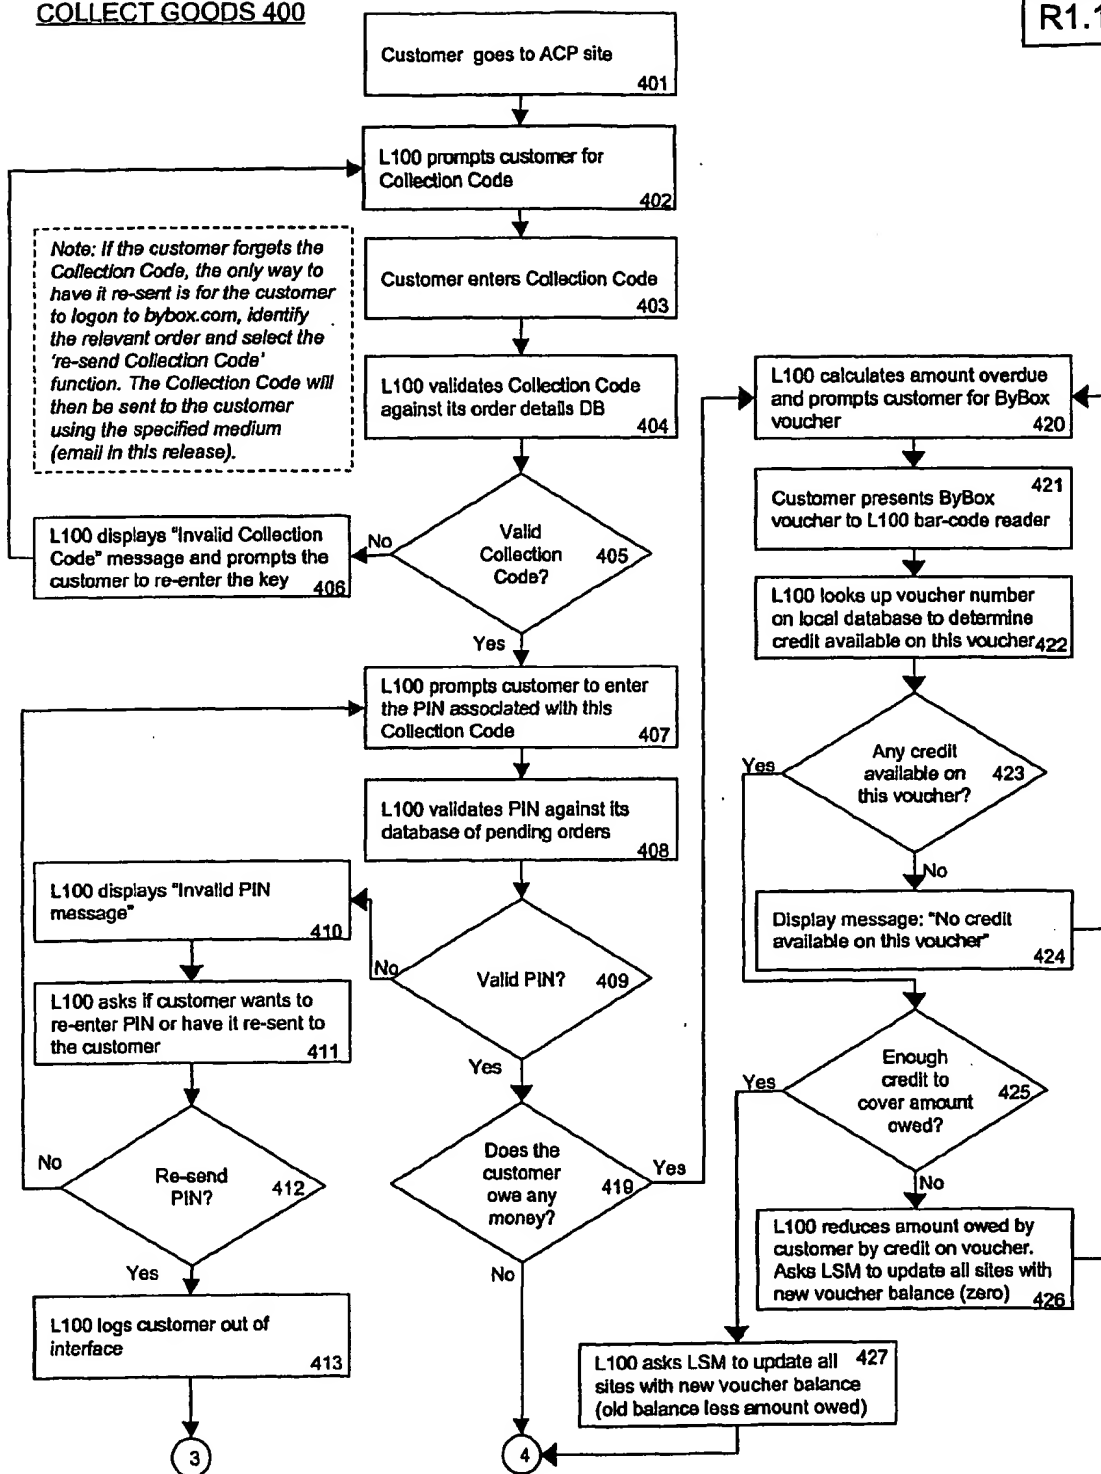 COLLECT GOODS 400
R1.1
Customer goes to ACP site
401
L100 prompts customer for
Collection Code
402
Note: If the customer forgets the
Collection Code, the only way to
have it re-sent is for the customer
to logon to bybox.com, identify
the relevant order and select the
're-send Collection Code'
function. The Collection Code will
then be sent to the customer
using the specified medium
(email in this release).
Customer enters Collection Code
403
L100 validates Collection Code
against its order details DB
404
Valid
Collection
Code?
405
No
L100 displays "Invalid Collection
Code" message and prompts the
customer to re-enter the key
406
Yes
L100 prompts customer to enter
the PIN associated with this
Collection Code
407
L100 validates PIN against its
database of pending orders
408
Valid PIN?
409
No
L100 displays "Invalid PIN
message"
410
L100 asks if customer wants to
re-enter PIN or have it re-sent to
the customer
411
Re-send
PIN?
412
No
Yes
L100 logs customer out of
interface
413
3
Yes
Does the
customer
owe any
money?
419
Yes
No
4
L100 calculates amount overdue
and prompts customer for ByBox
voucher
420
421
Customer presents ByBox
voucher to L100 bar-code reader
L100 looks up voucher number
on local database to determine
credit available on this voucher
422
Any credit
available on
this voucher?
423
Yes
No
Display message: "No credit
available on this voucher"
424
Enough
credit to
cover amount
owed?
425
Yes
No
L100 reduces amount owed by
customer by credit on voucher.
Asks LSM to update all sites with
new voucher balance (zero)
426
L100 asks LSM to update all
sites with new voucher balance
(old balance less amount owed)
427